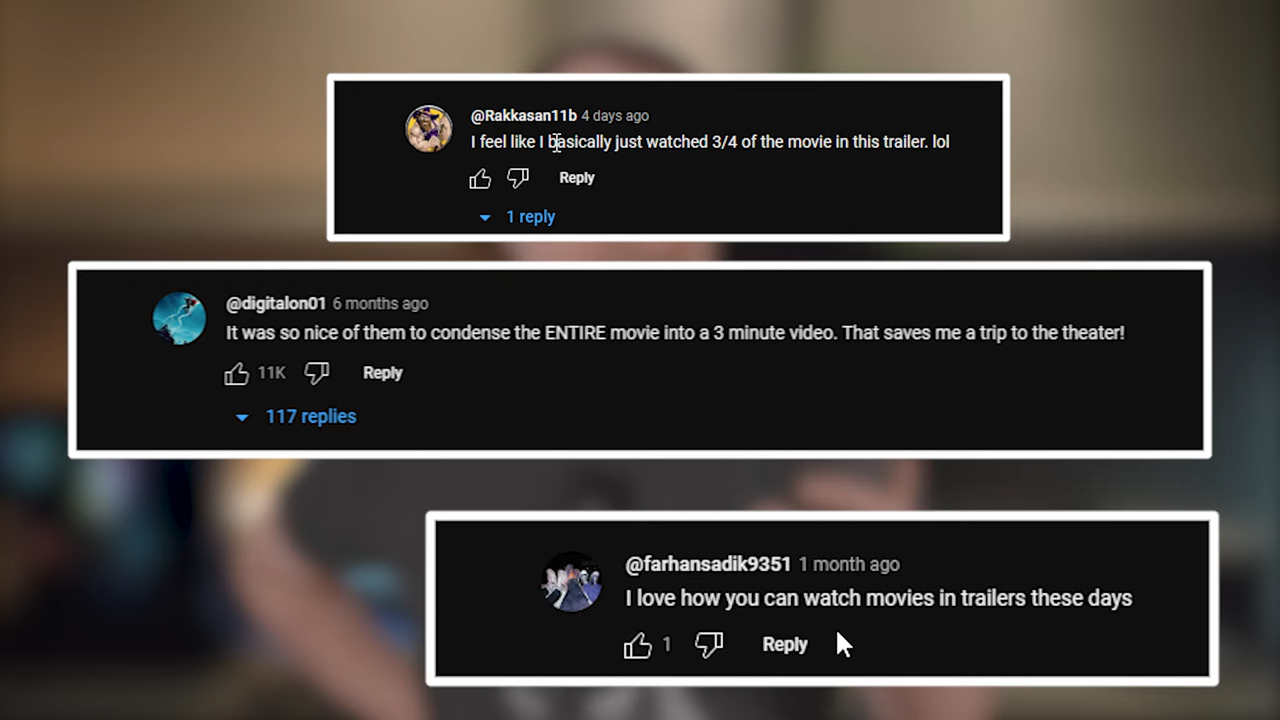 @Rakkasan11b 4 days ago
I feel like I basically just watched 3/4 of the movie in this trailer. lol
Reply
1 reply
@digitalon01 6 months ago
It was so nice of them to condense the ENTIRE movie into a 3 minute video. That saves me a trip to the theater!
11K Reply
117 replies
@farhansadik9351 1 month ago
I love how you can watch movies in trailers these days
1 Reply